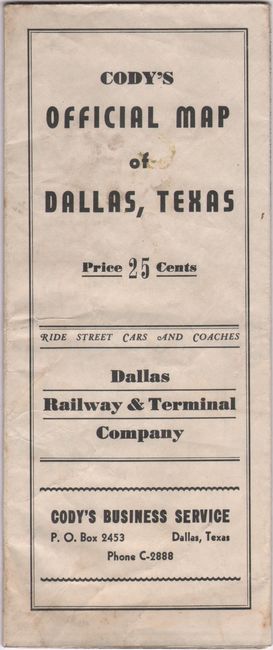 CODY'S
OFFICIAL MAP
of
DALLAS, TEXAS
Price 25 Cents
RIDE STREET CARS AND COACHES
Dallas
Railway & Terminal
Company
CODY'S BUSINESS SERVICE
P. O. Box 2453 Dallas, Texas
Phone C-2888